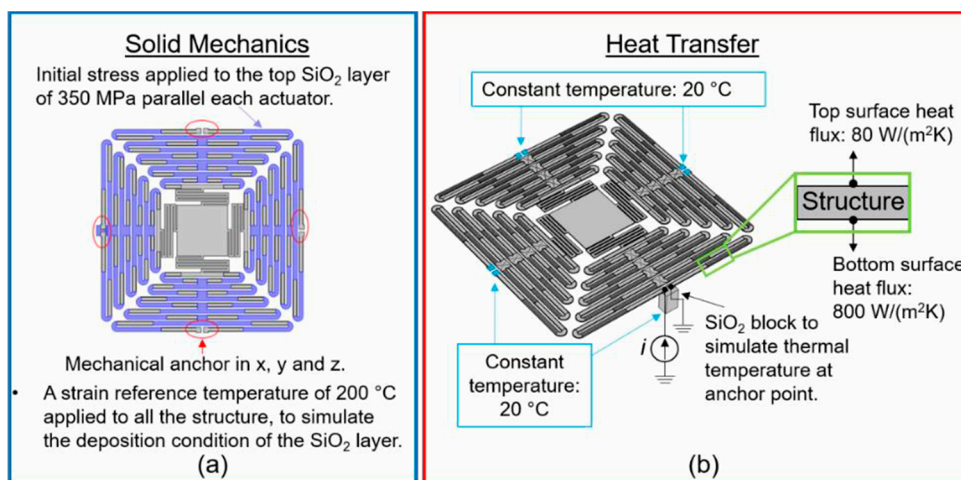 Solid Mechanics
Initial stress applied to the top SiO₂ layer
of 350 MPa parallel each actuator.
Mechanical anchor in x, y and z.
• A strain reference temperature of 200 °C
applied to all the structure, to simulate
the deposition condition of the SiO₂ layer.
(a)
Heat Transfer
Constant temperature: 20 °C
Top surface heat
flux: 80 W/(m²K)
Structure
Bottom surface
heat flux:
800 W/(m²K)
SiO₂ block to
simulate thermal
temperature at
anchor point.
i
Constant
temperature:
20 °C
(b)